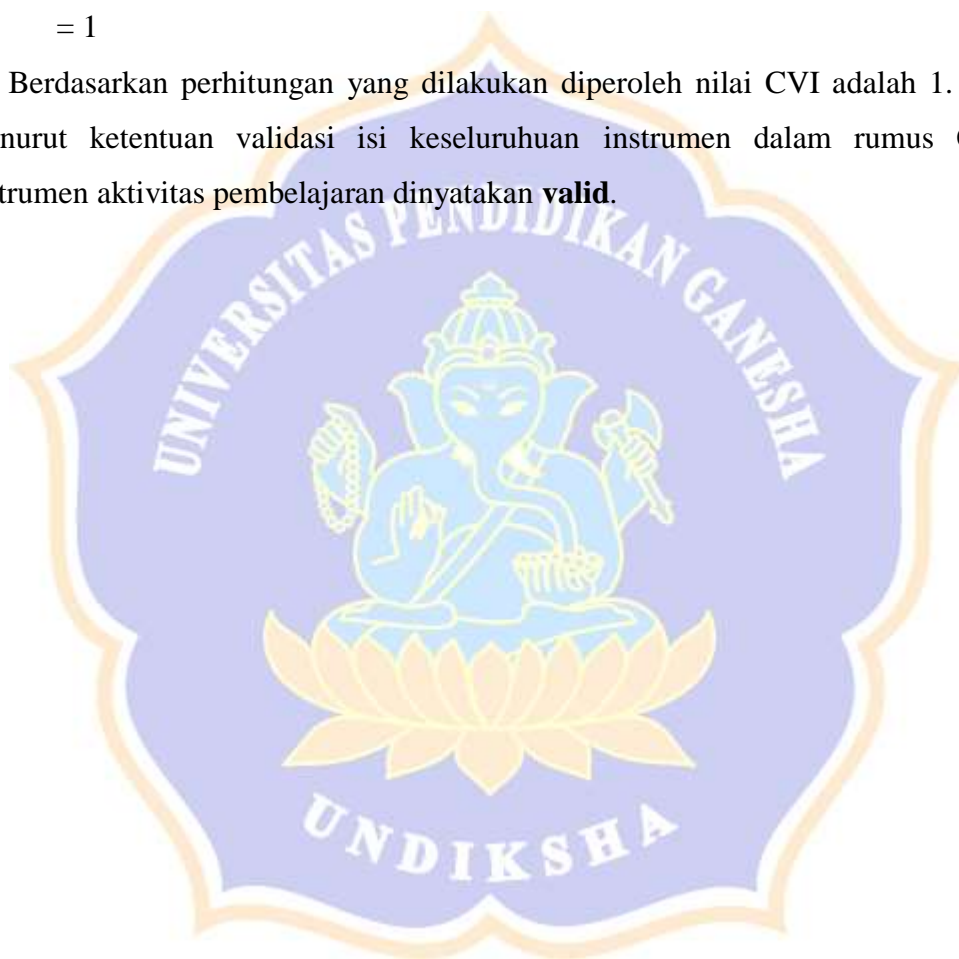 = 1
Berdasarkan perhitungan yang dilakukan diperoleh nilai CVI adalah 1.
nurut ketentuan validasi isi keseluruhuan instrumen dalam rumus
trumen aktivitas pembelajaran dinyatakan valid.
UNIVERSITAS PENDIDIKAN GANESHA
UNDIKSHA